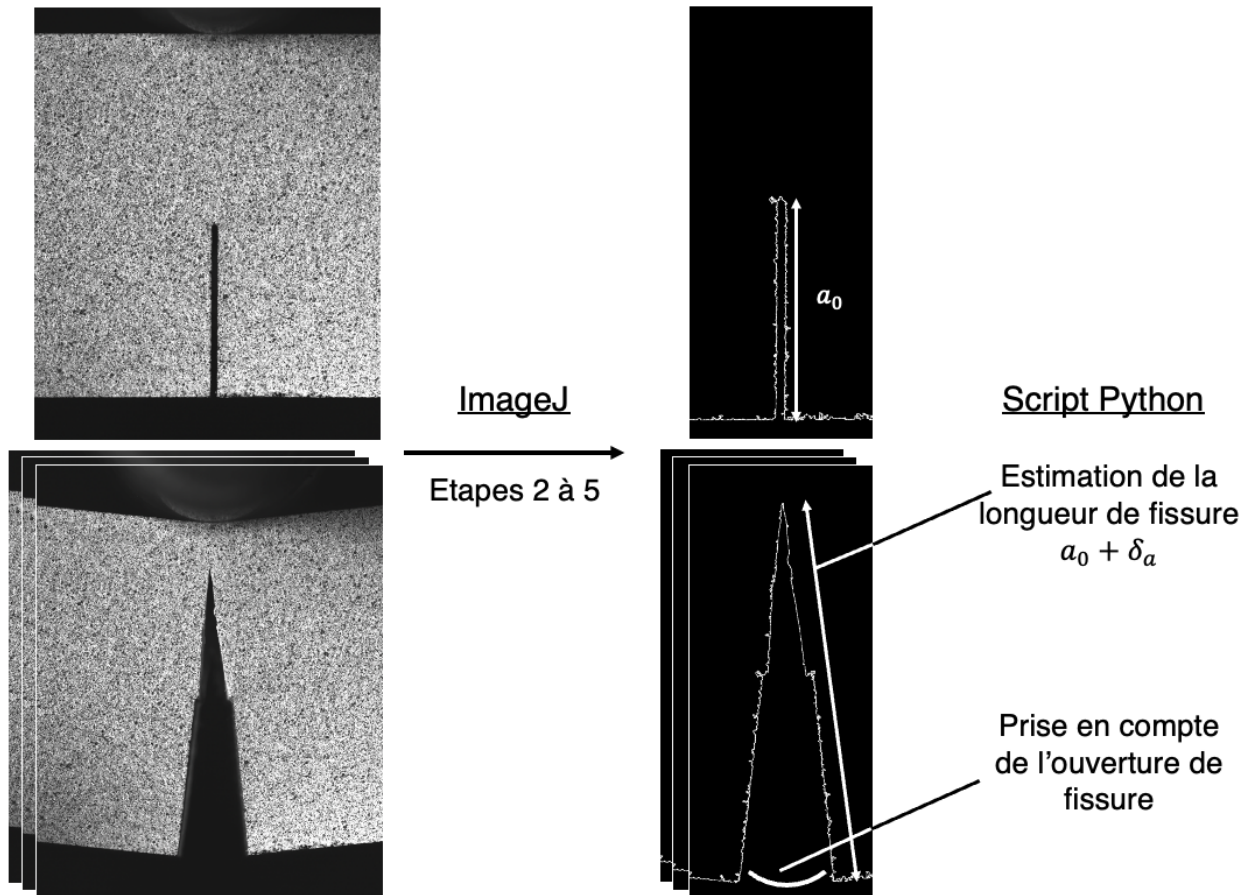 a₀
ImageJ
Etapes 2 à 5
Script Python
Estimation de la
longueur de fissure
a₀ + δₐ
Prise en compte
de l’ouverture de
fissure